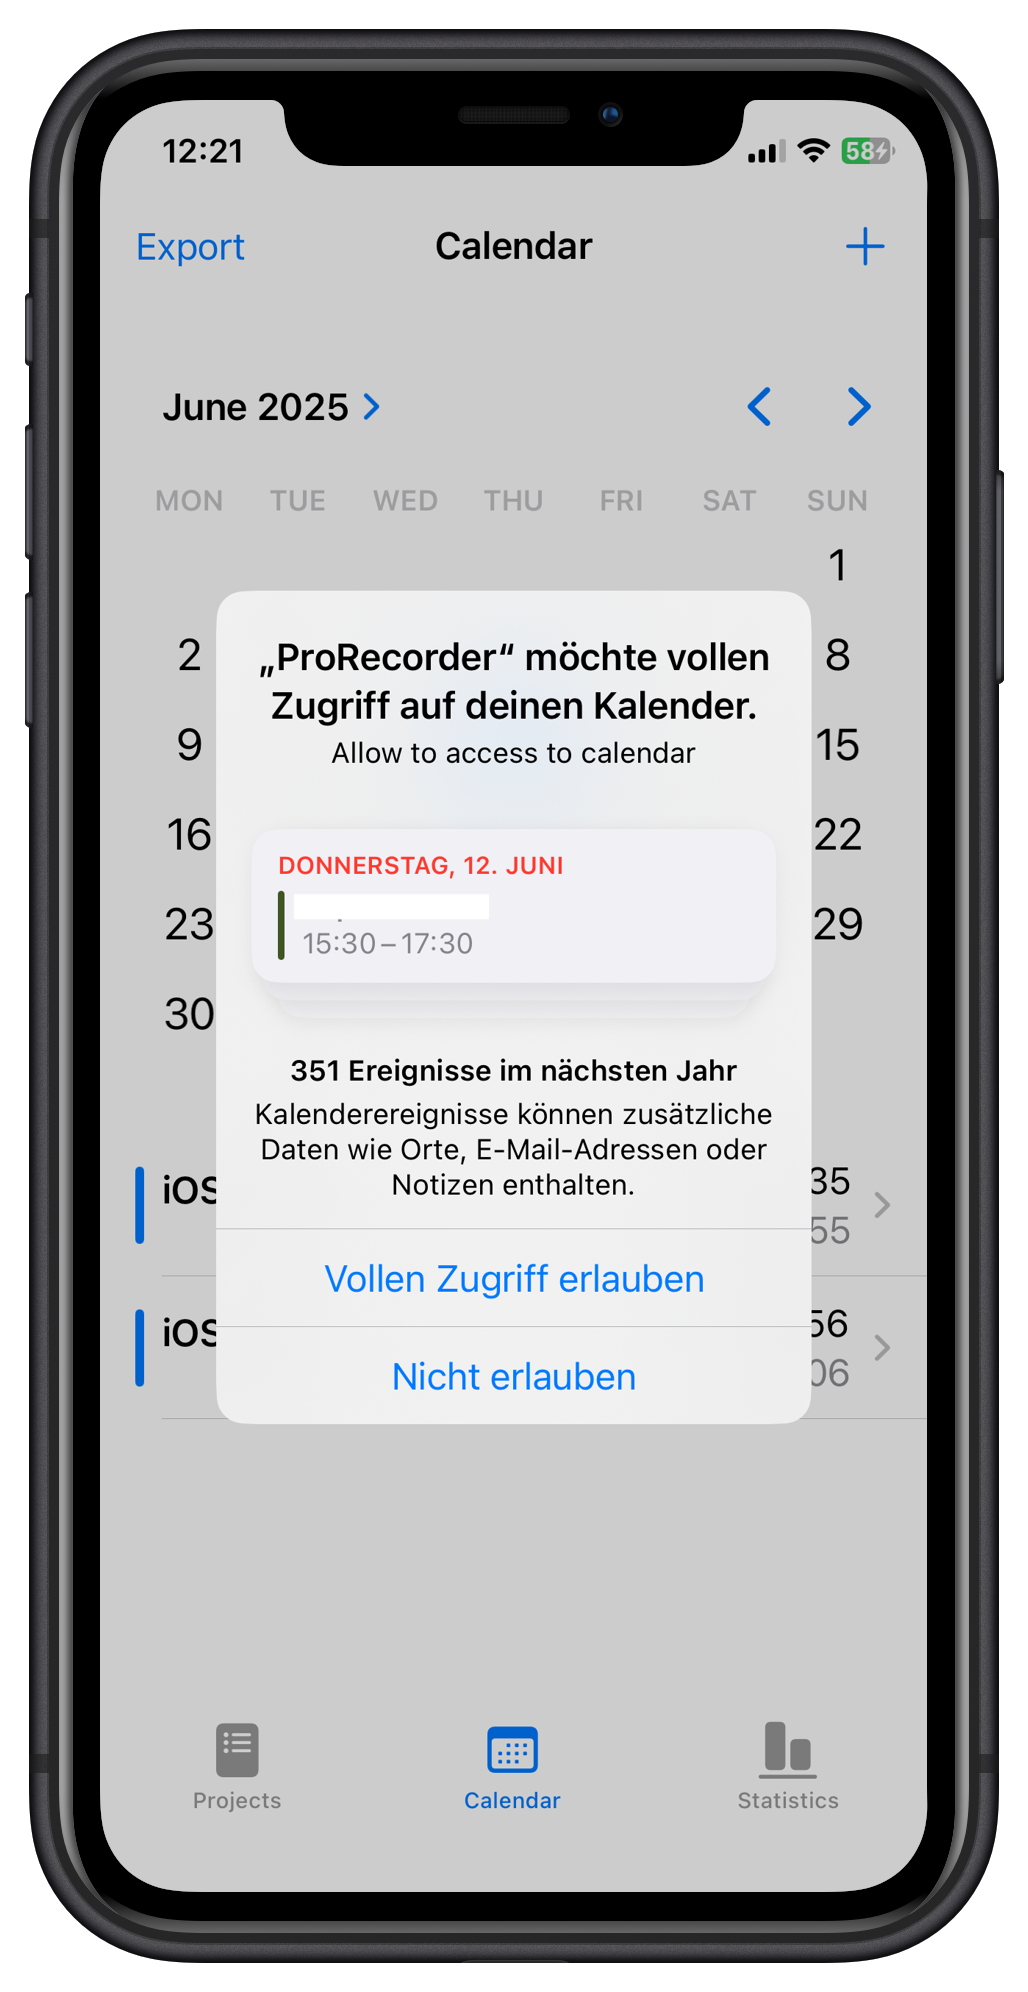 12:21
58
Export
Calendar
June 2025
MON TUE WED THU FRI SAT SUN
1
2
8
9
15
16
22
23
29
30
„ProRecorder“ möchte vollen
Zugriff auf deinen Kalender.
Allow to access to calendar
DONNERSTAG, 12. JUNI
15:30 – 17:30
351 Ereignisse im nächsten Jahr
Kalenderereignisse können zusätzliche
Daten wie Orte, E-Mail-Adressen oder
Notizen enthalten.
iOS
35
55
Vollen Zugriff erlauben
iOS
56
06
Nicht erlauben
Projects
Calendar
Statistics